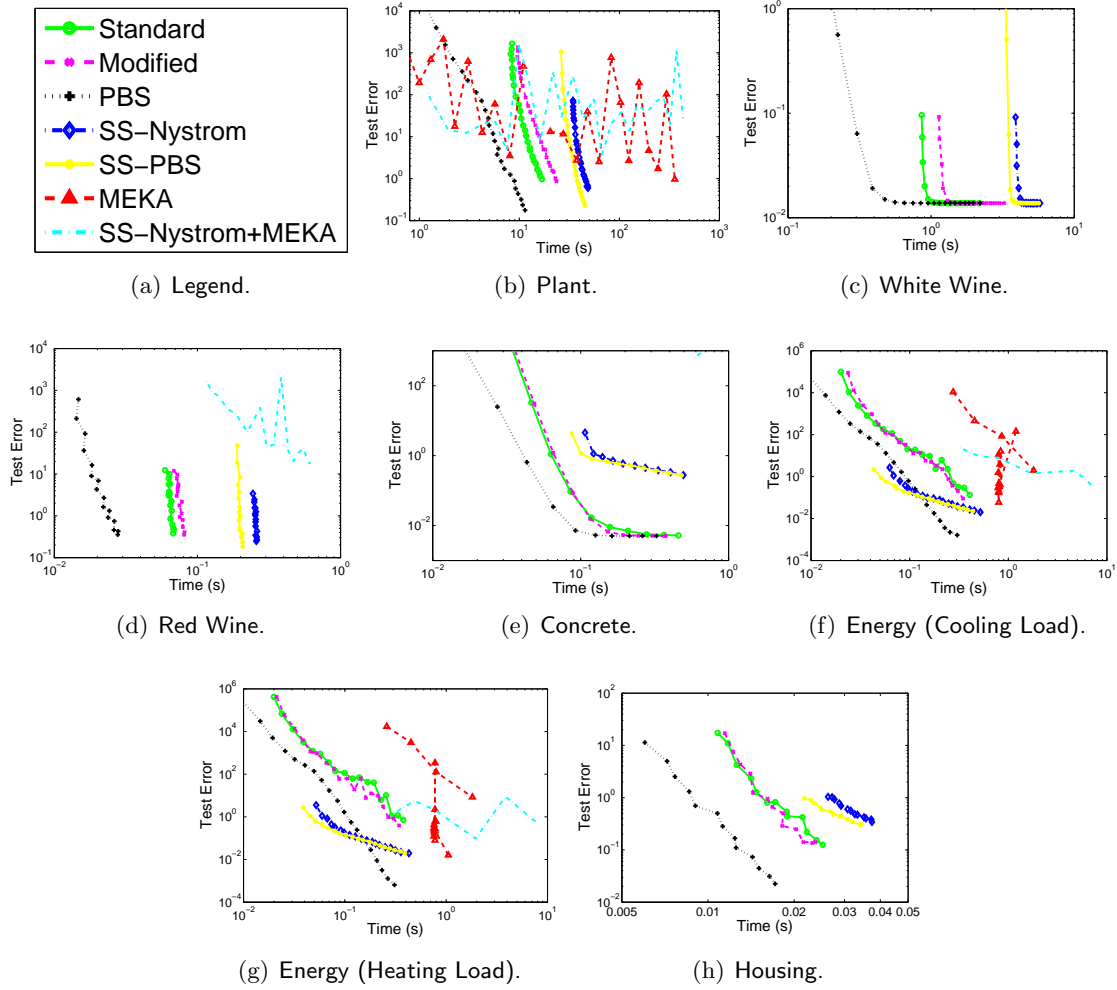 Standard
Modified
PBS
SS−Nystrom
SS−PBS
MEKA
SS−Nystrom+MEKA
(a) Legend.
Test Error
10^4
10^3
10^2
10^1
10^0
10^−1
10^0 10^1 10^2 10^3
Time (s)
(b) Plant.
Test Error
10^0
10^−1
10^−2
10^−1 10^0 10^1
Time (s)
(c) White Wine.
Test Error
10^4
10^3
10^2
10^1
10^0
10^−1
10^−2 10^−1 10^0
Time (s)
(d) Red Wine.
Test Error
10^2
10^0
10^−2
10^−2 10^−1 10^0
Time (s)
(e) Concrete.
Test Error
10^6
10^4
10^2
10^0
10^−2
10^−4
10^−2 10^−1 10^0 10^1
Time (s)
(f) Energy (Cooling Load).
Test Error
10^6
10^4
10^2
10^0
10^−2
10^−4
10^−2 10^−1 10^0 10^1
Time (s)
(g) Energy (Heating Load).
Test Error
10^2
10^1
10^0
10^−1
10^−2
0.005 0.01 0.02 0.03 0.04 0.05
Time (s)
(h) Housing.